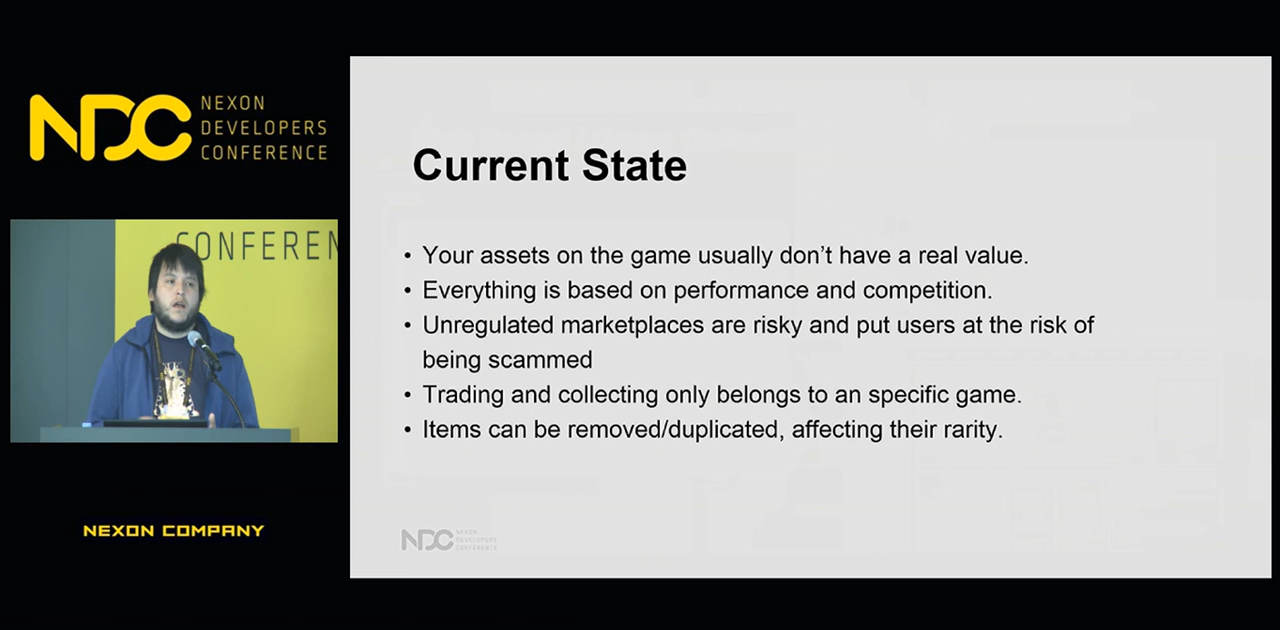 NDC
NEXON
DEVELOPERS
CONFERENCE
CONFEREN
NEXON COMPANY
Current State
• Your assets on the game usually don’t have a real value.
• Everything is based on performance and competition.
• Unregulated marketplaces are risky and put users at the risk of
being scammed
• Trading and collecting only belongs to an specific game.
• Items can be removed/duplicated, affecting their rarity.
NDC
NEXON
DEVELOPERS
CONFERENCE